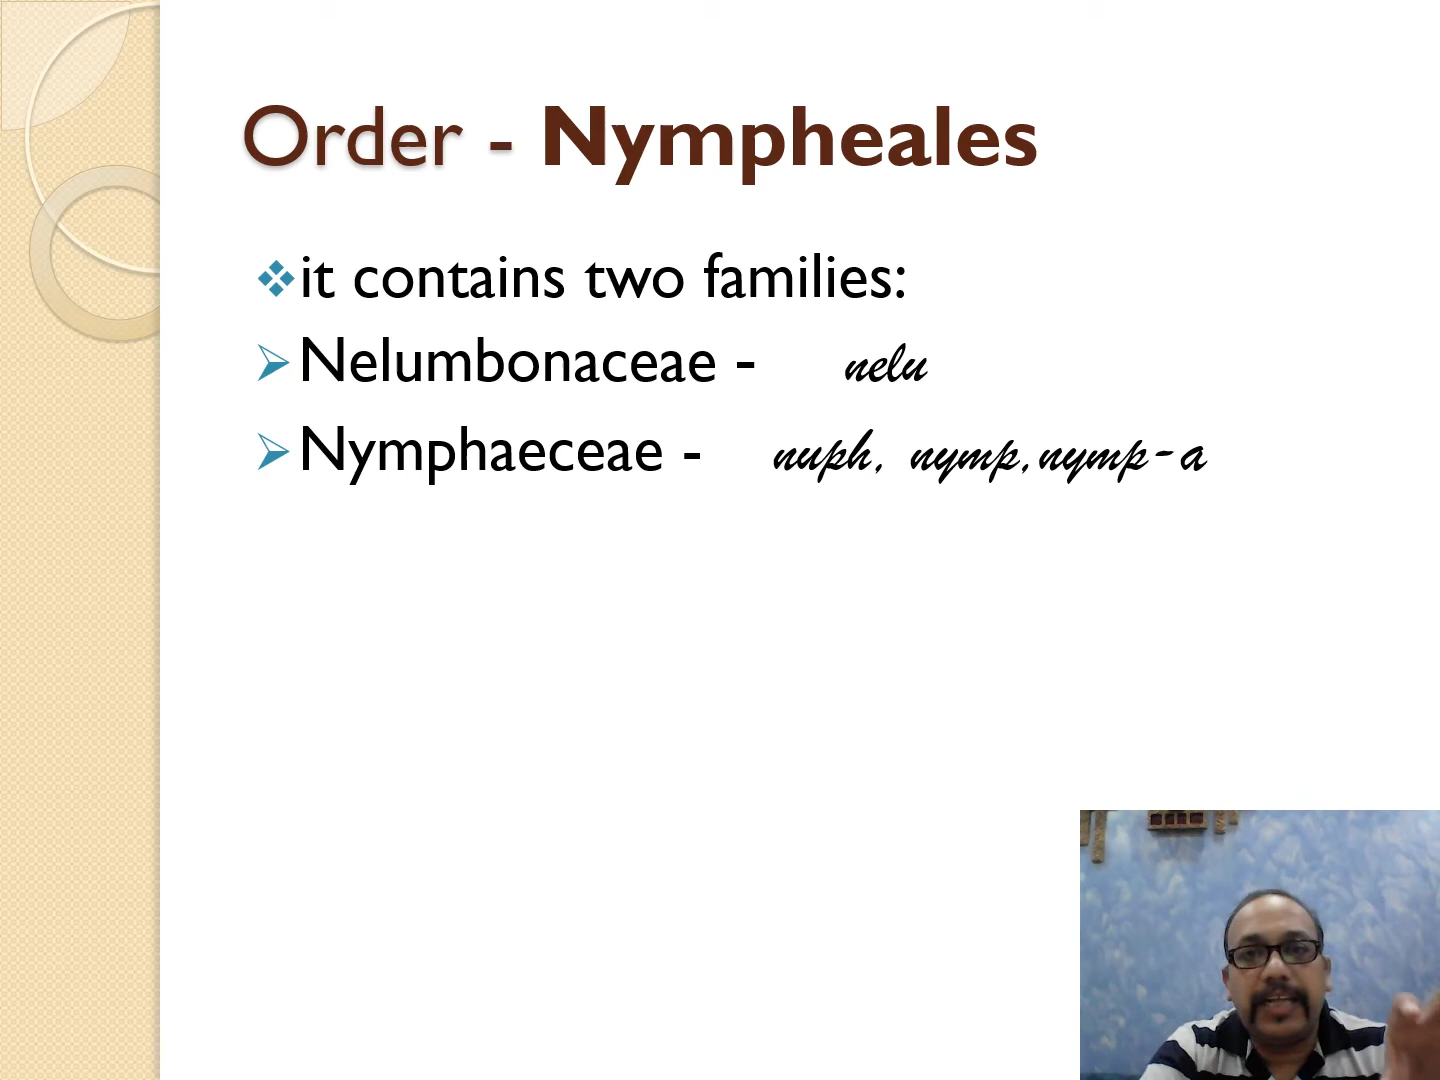 Order - Nympheales
it contains two families:
Nelumbonaceae - nelu
Nymphaeceae - nuph, nymp,nymp-a